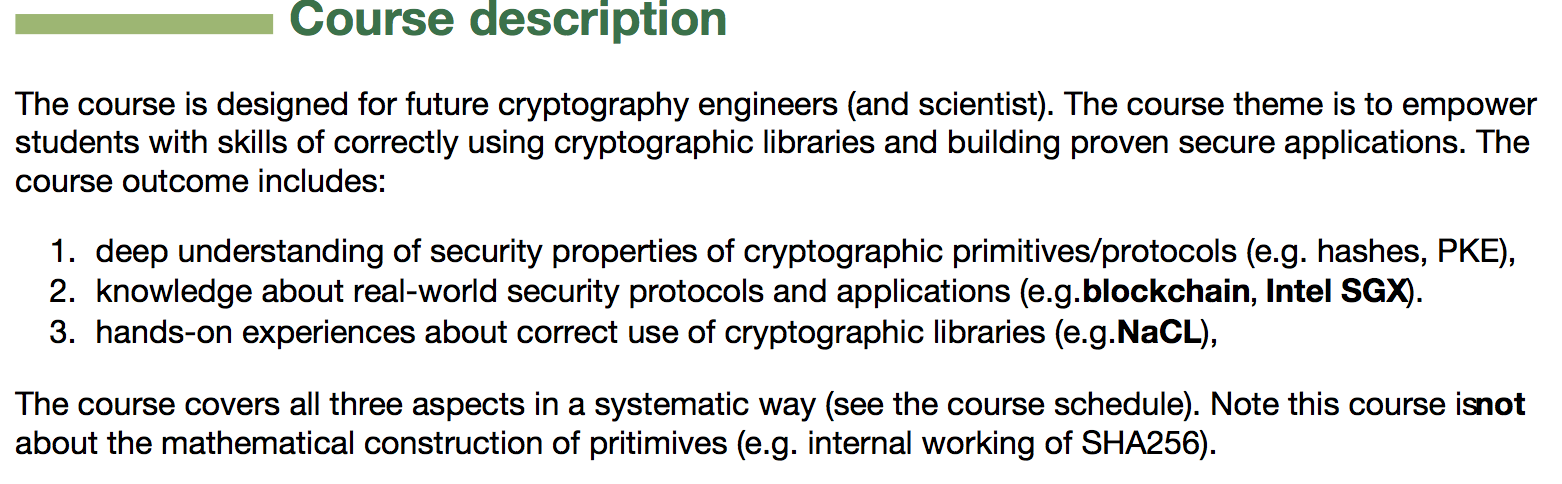 Course description
The course is designed for future cryptography engineers (and scientist). The course theme is to empower
students with skills of correctly using cryptographic libraries and building proven secure applications. The
course outcome includes:
1. deep understanding of security properties of cryptographic primitives/protocols (e.g. hashes, PKE),
2. knowledge about real-world security protocols and applications (e.g.blockchain, Intel SGX).
3. hands-on experiences about correct use of cryptographic libraries (e.g.NaCL),
The course covers all three aspects in a systematic way (see the course schedule). Note this course isnot
about the mathematical construction of pritimives (e.g. internal working of SHA256).